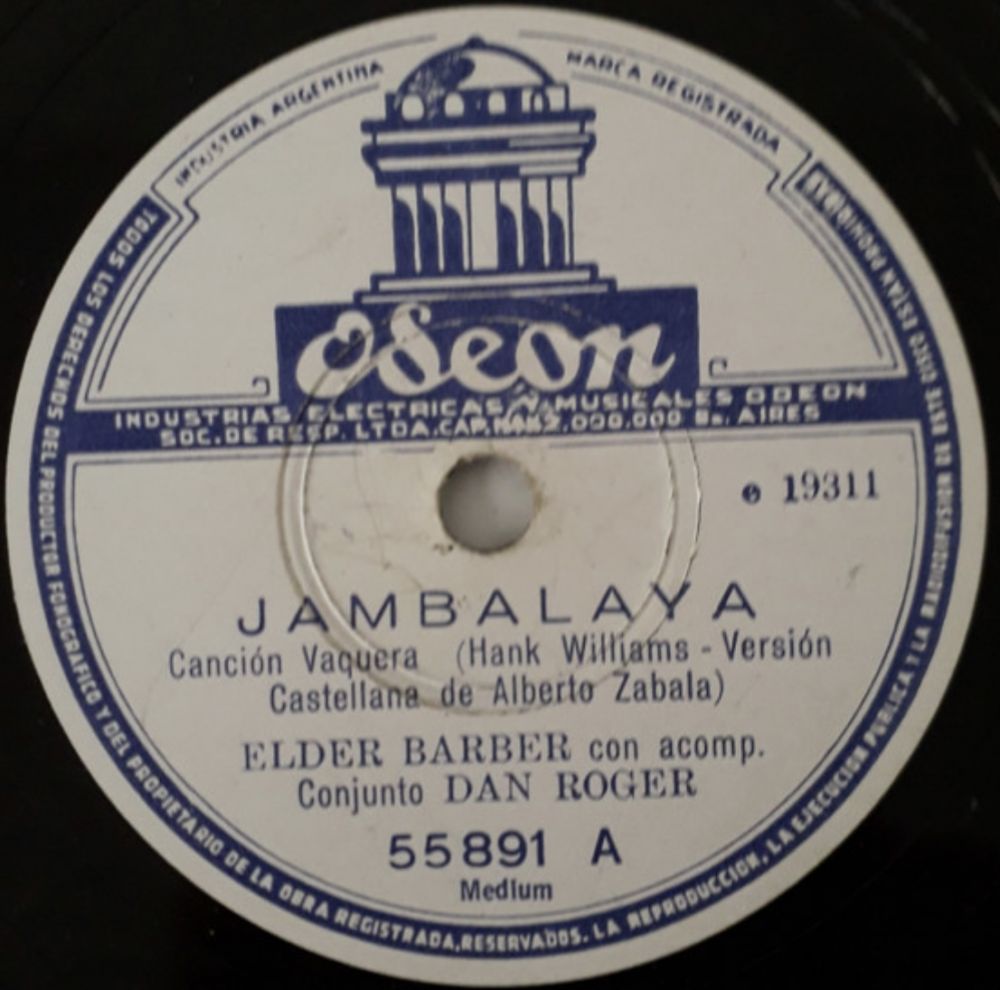 INDUSTRIA ARGENTINA
MARCA REGISTRADA
Odeon
INDUSTRIAS ELECTRICAS Y MUSICALES ODEON
SOC. DE RESP. LTDA. CAP. 2,000,000 Bs. AIRES
e 19311
JAMBALAYA
Canción Vaquera (Hank Williams - Versión
Castellana de Alberto Zabala)
ELDER BARBER con acomp.
Conjunto DAN ROGER
55891 A
Medium
TODOS LOS DERECHOS DEL PRODUCTOR FONOGRAFICO Y DEL PROPIETARIO DE LA OBRA REGISTRADA, RESERVADOS. LA REPRODUCCION, LA EJECUCION PUBLICA Y LA RADIODIFUSION DE ESTE DISCO ESTAN PROHIBIDAS